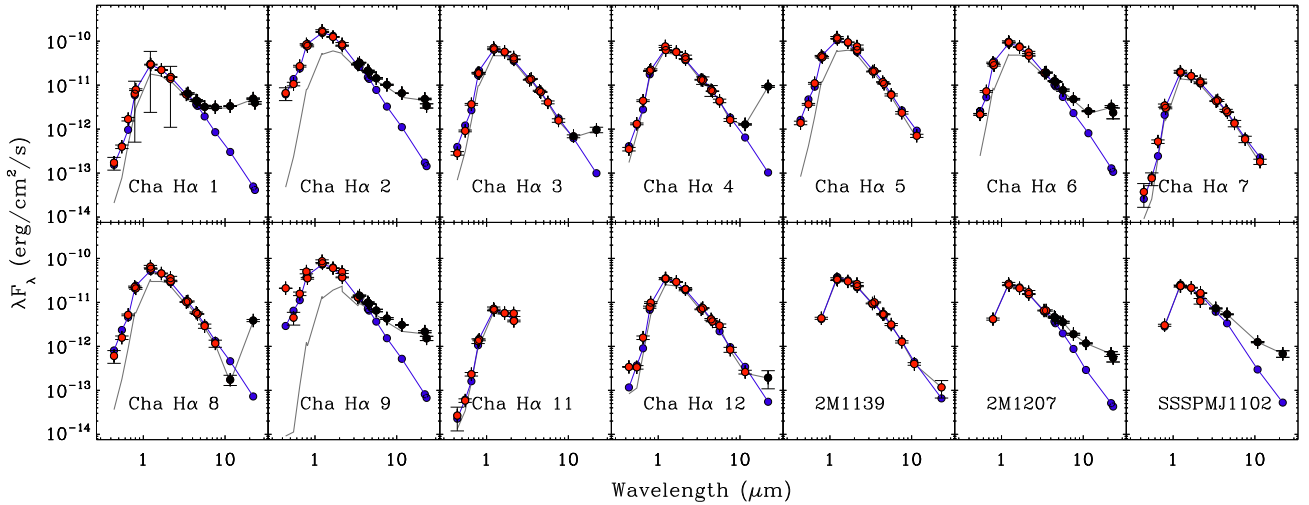 10⁻¹⁰
10⁻¹¹
10⁻¹²
10⁻¹³
10⁻¹⁴
Cha Hα 1
Cha Hα 2
Cha Hα 3
Cha Hα 4
Cha Hα 5
Cha Hα 6
Cha Hα 7
λF_λ (erg/cm²/s)
10⁻¹⁰
10⁻¹¹
10⁻¹²
10⁻¹³
10⁻¹⁴
Cha Hα 8
Cha Hα 9
Cha Hα 11
Cha Hα 12
2M1139
2M1207
SSSPMJ1102
1 10 1 10 1 10 1 10 1 10 1 10 1 10
Wavelength (μm)